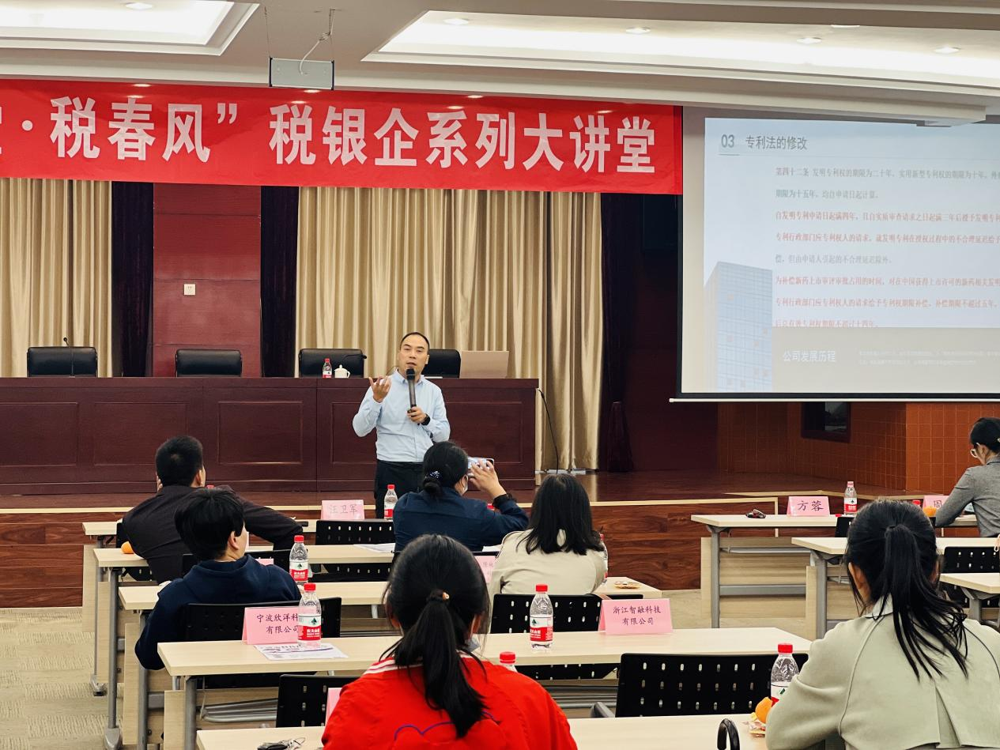 ·税春风” 税银企系列大讲堂
03 专利法的修改
第四十二条 发明专利权的期限为二十年，实用新型专利权的期限为十年，外
期限为十五年，均自申请日起计算。
自发明专利申请日起满四年，且自实质审查请求之日起满三年后授予发明专利
专利行政部门应专利权人的请求，就发明专利在授权过程中的不合理延迟给予
偿，但由申请人引起的不合理延迟除外。
为补偿新药上市审评审批占用的时间，对在中国获得上市许可的新药相关发明
专利行政部门应专利权人的请求给予专利权期限补偿。补偿期限不超过五年，
后总有效专利权期限不超过十四年。
公司发展历程
汪卫军
方蓉
周
宁波欣洋科
有限公司
浙江智融科技
有限公司